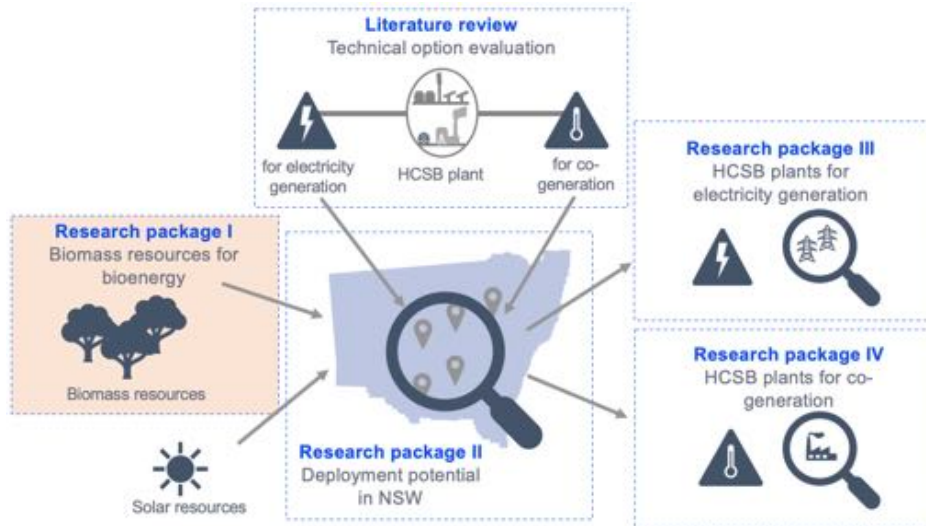 Literature review
Technical option evaluation
for electricity
generation
HCSB plant
for co-
generation
Research package I
Biomass resources for
bioenergy
Biomass resources
Solar resources
Research package II
Deployment potential
in NSW
Research package III
HCSB plants for
electricity generation
Research package IV
HCSB plants for co-
generation